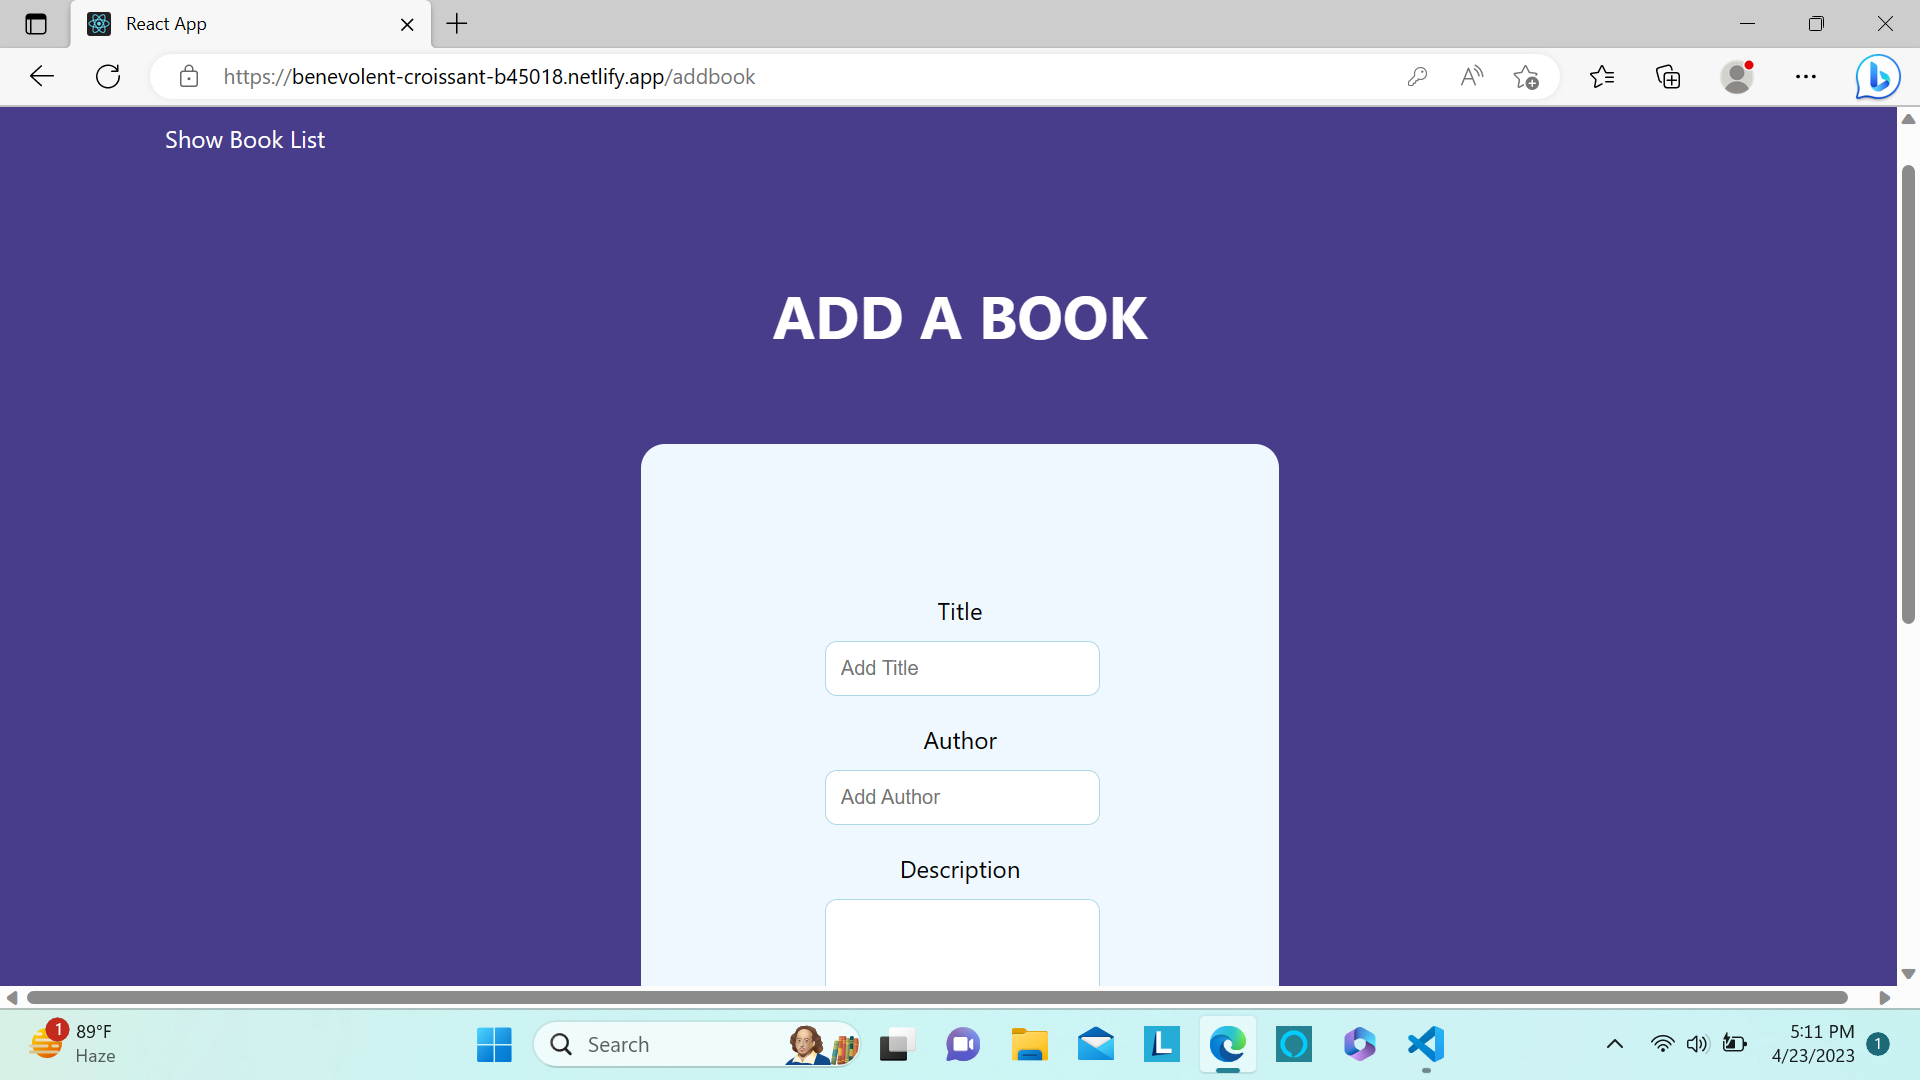 React App
https://benevolent-croissant-b45018.netlify.app/addbook
Show Book List
ADD A BOOK
Title
Add Title
Author
Add Author
Description
1
89°F
Haze
Search
L
5:11 PM
4/23/2023
1